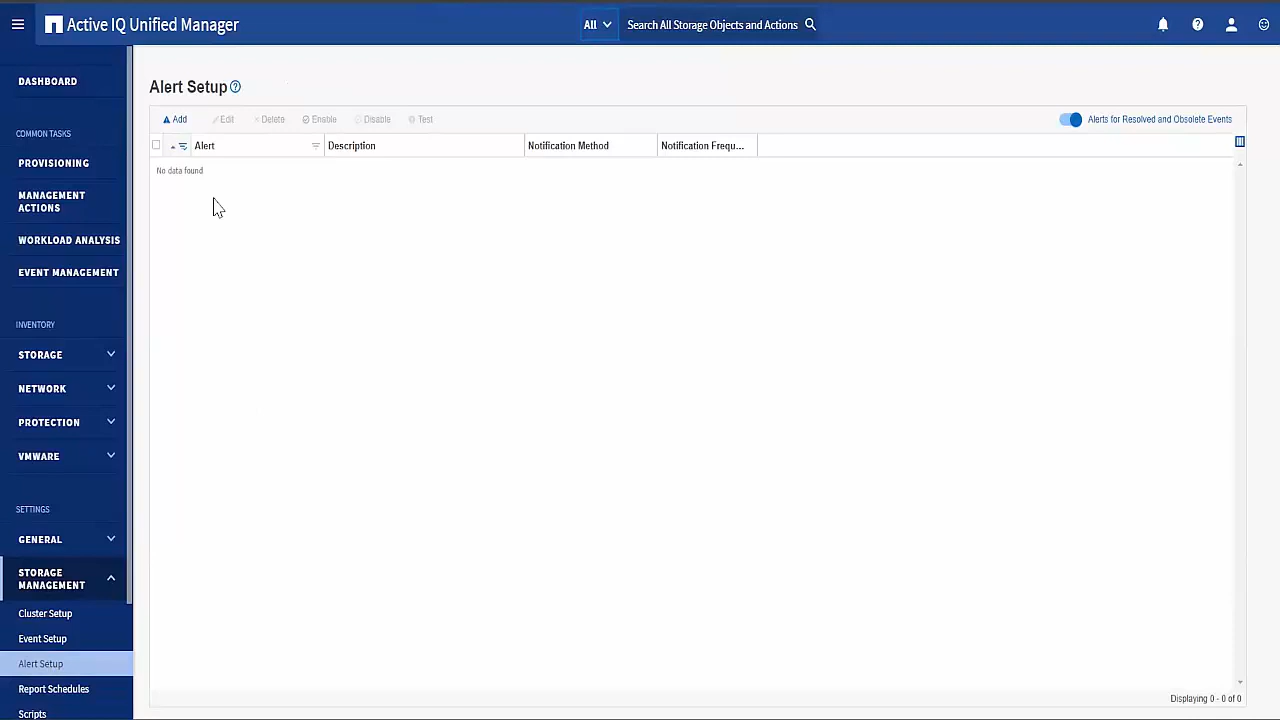 Active IQ Unified Manager
All
Search All Storage Objects and Actions
DASHBOARD
COMMON TASKS
PROVISIONING
MANAGEMENT
ACTIONS
WORKLOAD ANALYSIS
EVENT MANAGEMENT
INVENTORY
STORAGE
NETWORK
PROTECTION
VMWARE
SETTINGS
GENERAL
STORAGE
MANAGEMENT
Cluster Setup
Event Setup
Alert Setup
Report Schedules
Scripts
Alert Setup
Add Edit Delete Enable Disable Test
Alerts for Resolved and Obsolete Events
Alert Description Notification Method Notification Frequ...
No data found
Displaying 0 - 0 of 0